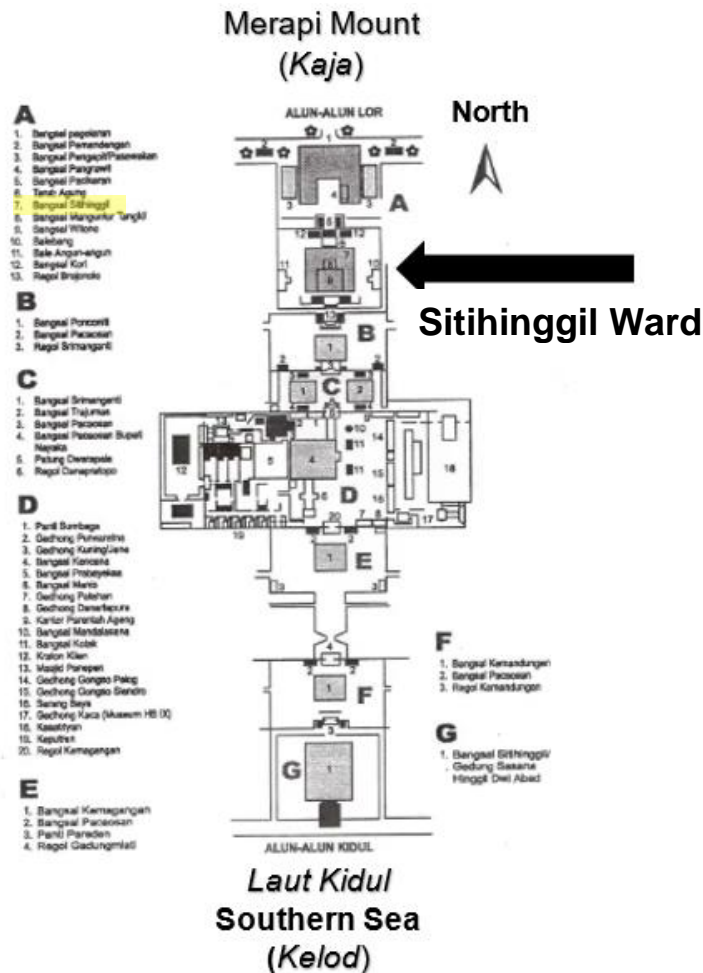 Merapi Mount
(Kaja)
ALUN-ALUN LOR
North
A
1. Bangsal pagelaran
2. Bangsal Pemandengan
3. Bangsal Pengapit/Pasewakan
4. Bangsal Pangrawit
5. Bangsal Pacikeran
6. Tarub Agung
7. Bangsal Sitihinggil
8. Bangsal Manguntur Tangkil
9. Bangsal Witono
10. Balebang
11. Bale Angun-angun
12. Bangsal Kori
13. Regol Brojonolo
B
1. Bangsal Ponconiti
2. Bangsal Pacaosan
3. Regol Srimanganti
C
1. Bangsal Srimanganti
2. Bangsal Trajumas
3. Bangsal Pacaosan
4. Bangsal Pacaosan Bupati
Nayaka
5. Patung Dwarapala
6. Regol Danapratopo
D
1. Panti Sumbaga
2. Gedhong Purwaretna
3. Gedhong Kuning/Jene
4. Bangsal Kencana
5. Bangsal Prabayeksa
6. Bangsal Manis
7. Gedhong Patehan
8. Gedhong Danartapura
9. Kantor Parentah Ageng
10. Bangsal Mandalasana
11. Bangsal Kotak
12. Kraton Kilen
13. Masjid Panepen
14. Gedhong Gongso Pelog
15. Gedhong Gongso Slendro
16. Sarang Baya
17. Gedhong Kaca (Museum HB IX)
18. Kasatriyan
19. Keputren
20. Regol Kemagangan
E
1. Bangsal Kemagangan
2. Bangsal Pacaosan
3. Panti Pareden
4. Regol Gadungmlati
A
Sitihinggil Ward
B
C
D
E
F
G
F
1. Bangsal Kemandungan
2. Bangsal Pacaosan
3. Regol Kemandungan
G
1. Bangsal Sitihinggil/
Gedung Sasana
Hinggil Dwi Abad
ALUN-ALUN KIDUL
Laut Kidul
Southern Sea
(Kelod)